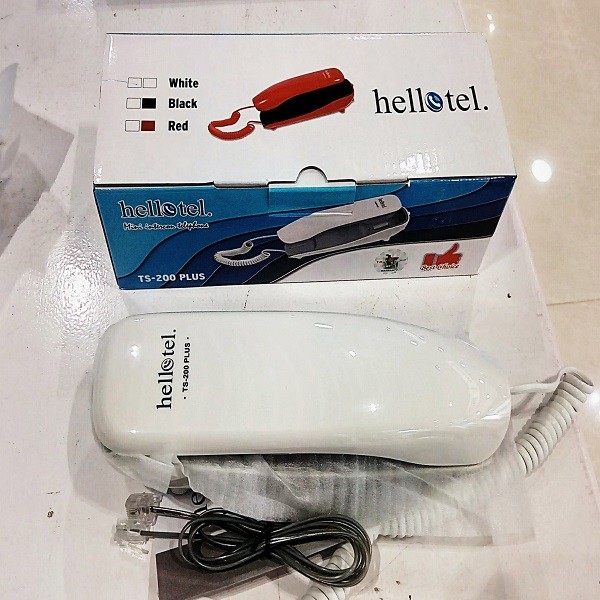 White
Black
Red
hellotel.
hellotel.
Mini intercom telephone
TS-200 PLUS
Best Choice
hellotel.
• TS-200 PLUS •